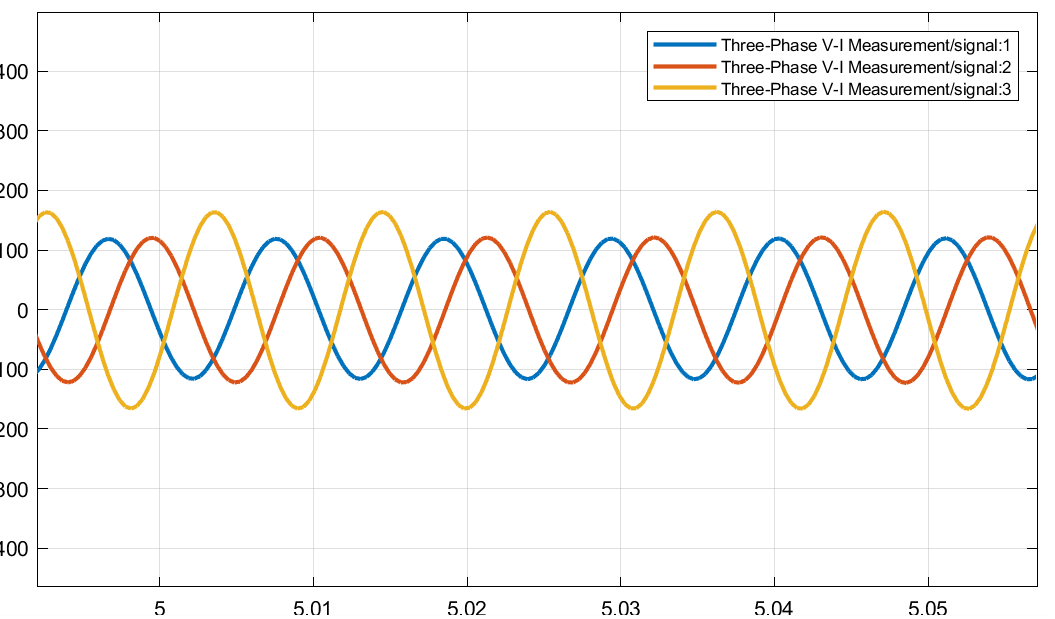 Three-Phase V-I Measurement/signal:1
Three-Phase V-I Measurement/signal:2
Three-Phase V-I Measurement/signal:3
400
300
200
100
0
100
200
300
400
5 5.01 5.02 5.03 5.04 5.05